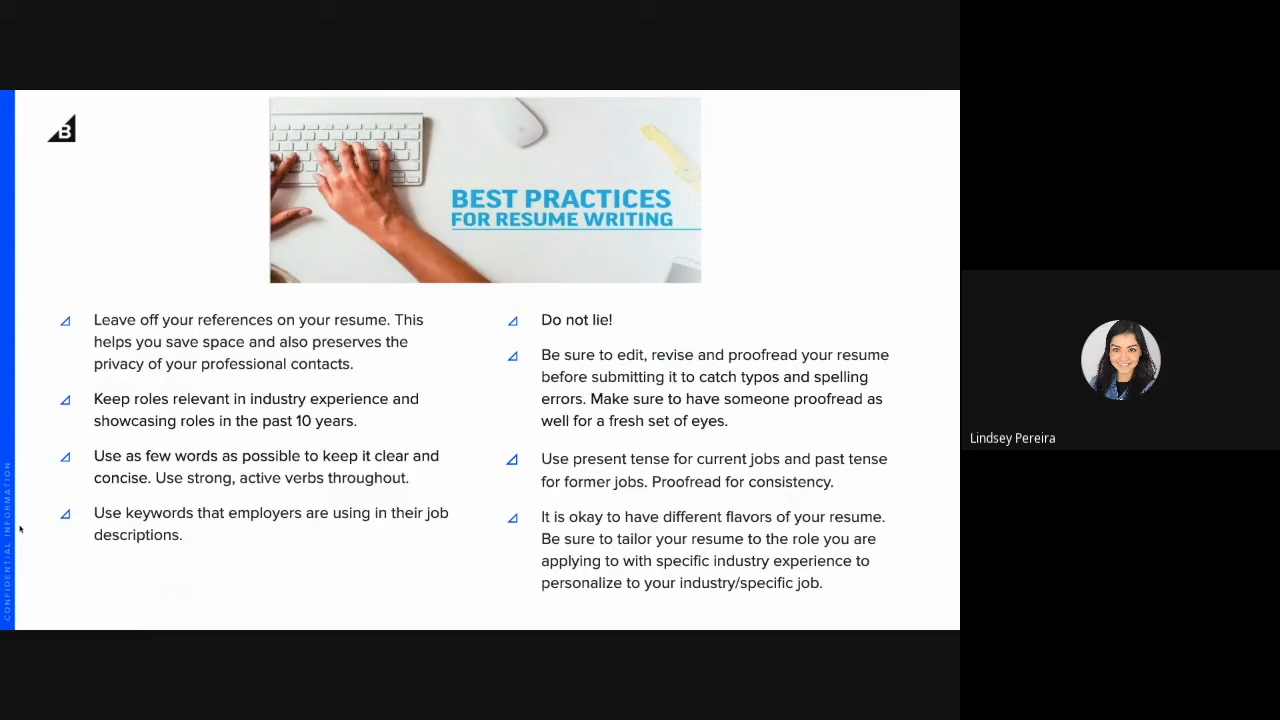 B
BEST PRACTICES
FOR RESUME WRITING
Leave off your references on your resume. This
helps you save space and also preserves the
privacy of your professional contacts.
Keep roles relevant in industry experience and
showcasing roles in the past 10 years.
Use as few words as possible to keep it clear and
concise. Use strong, active verbs throughout.
Use keywords that employers are using in their job
descriptions.
Do not lie!
Be sure to edit, revise and proofread your resume
before submitting it to catch typos and spelling
errors. Make sure to have someone proofread as
well for a fresh set of eyes.
Use present tense for current jobs and past tense
for former jobs. Proofread for consistency.
It is okay to have different flavors of your resume.
Be sure to tailor your resume to the role you are
applying to with specific industry experience to
personalize to your industry/specific job.
CONFIDENTIAL INFORMATION
Lindsey Pereira